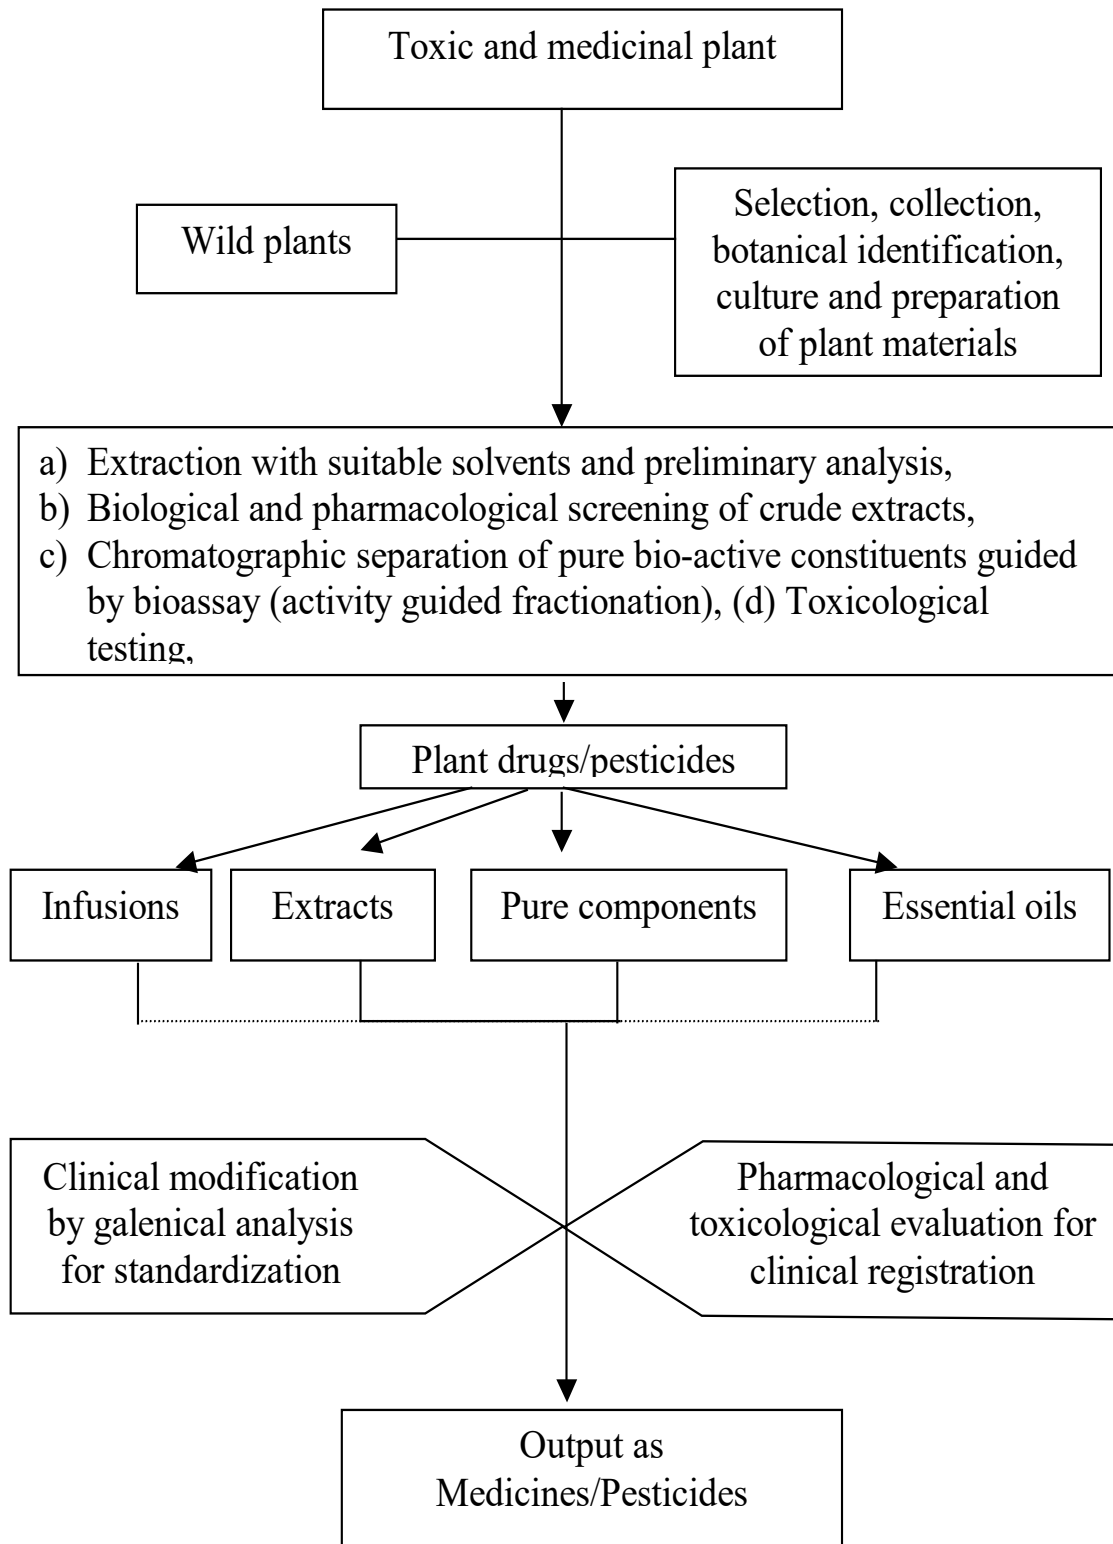 Toxic and medicinal plant
Wild plants
Selection, collection,
botanical identification,
culture and preparation
of plant materials
a) Extraction with suitable solvents and preliminary analysis,
b) Biological and pharmacological screening of crude extracts,
c) Chromatographic separation of pure bio-active constituents guided
by bioassay (activity guided fractionation), (d) Toxicological
testing,
Plant drugs/pesticides
Infusions
Extracts
Pure components
Essential oils
Clinical modification
by galenical analysis
for standardization
Pharmacological and
toxicological evaluation for
clinical registration
Output as
Medicines/Pesticides